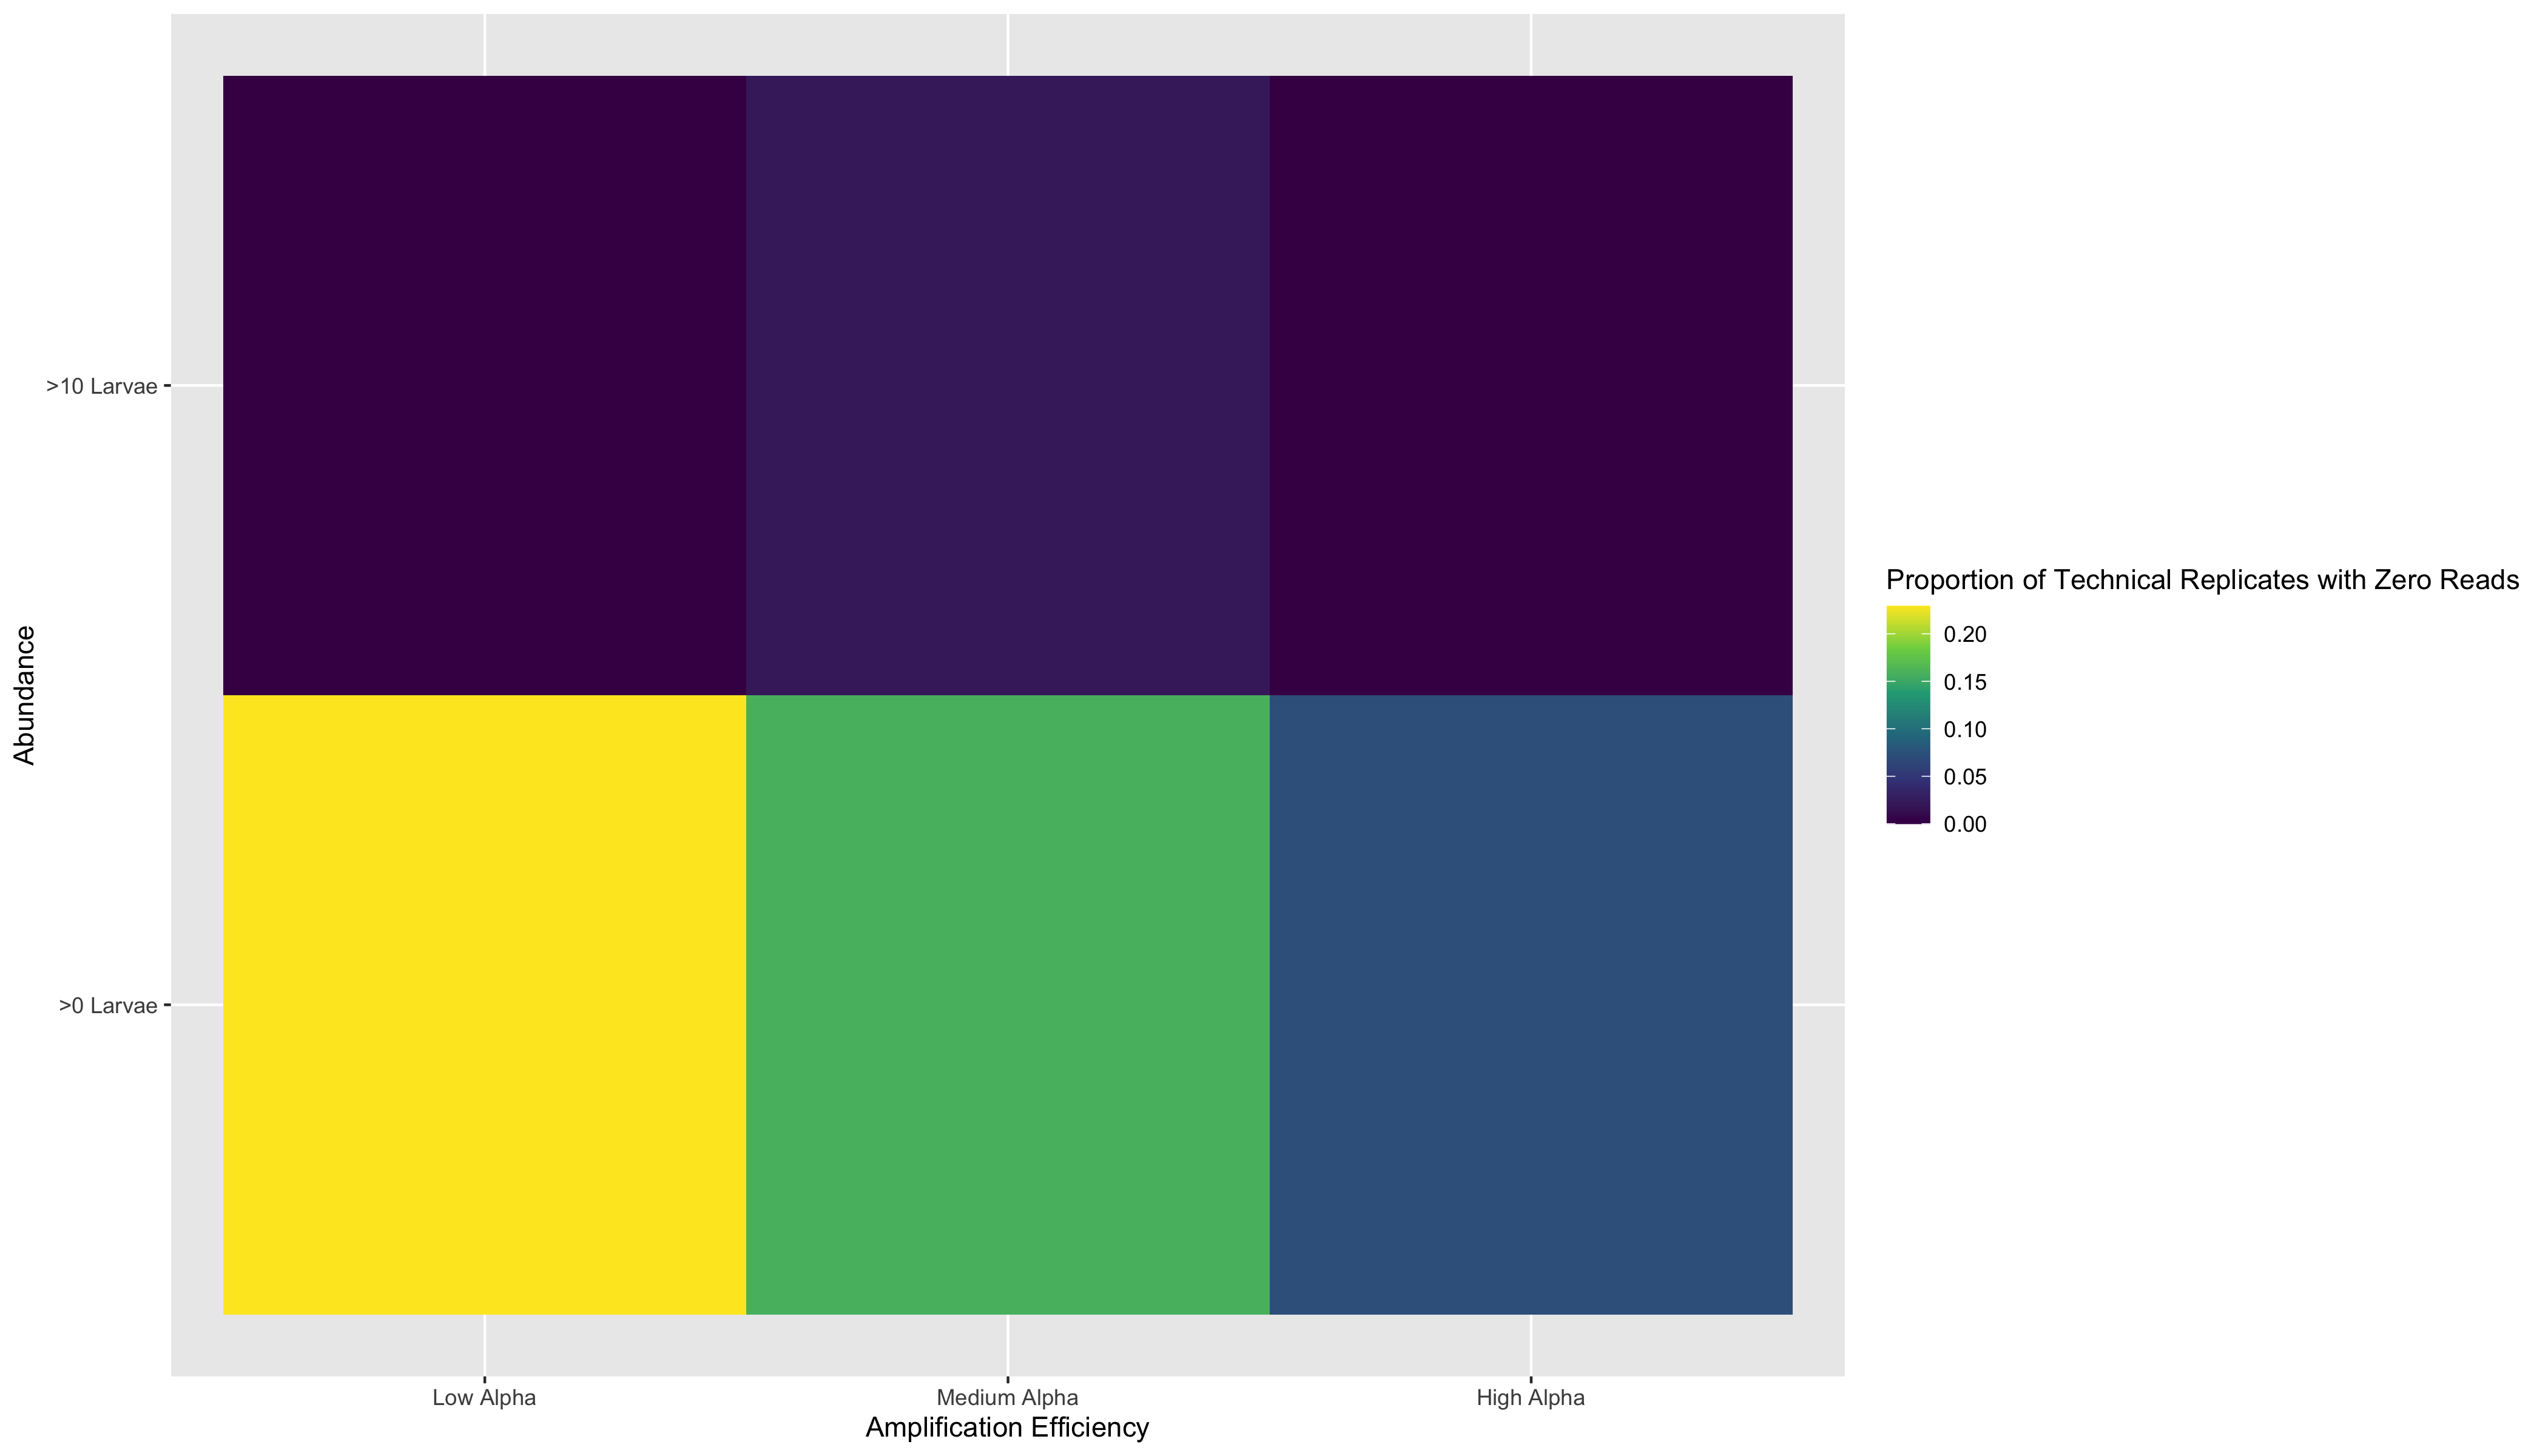 Abundance
>10 Larvae
>0 Larvae
Low Alpha
Medium Alpha
High Alpha
Amplification Efficiency
Proportion of Technical Replicates with Zero Reads
0.20
0.15
0.10
0.05
0.00